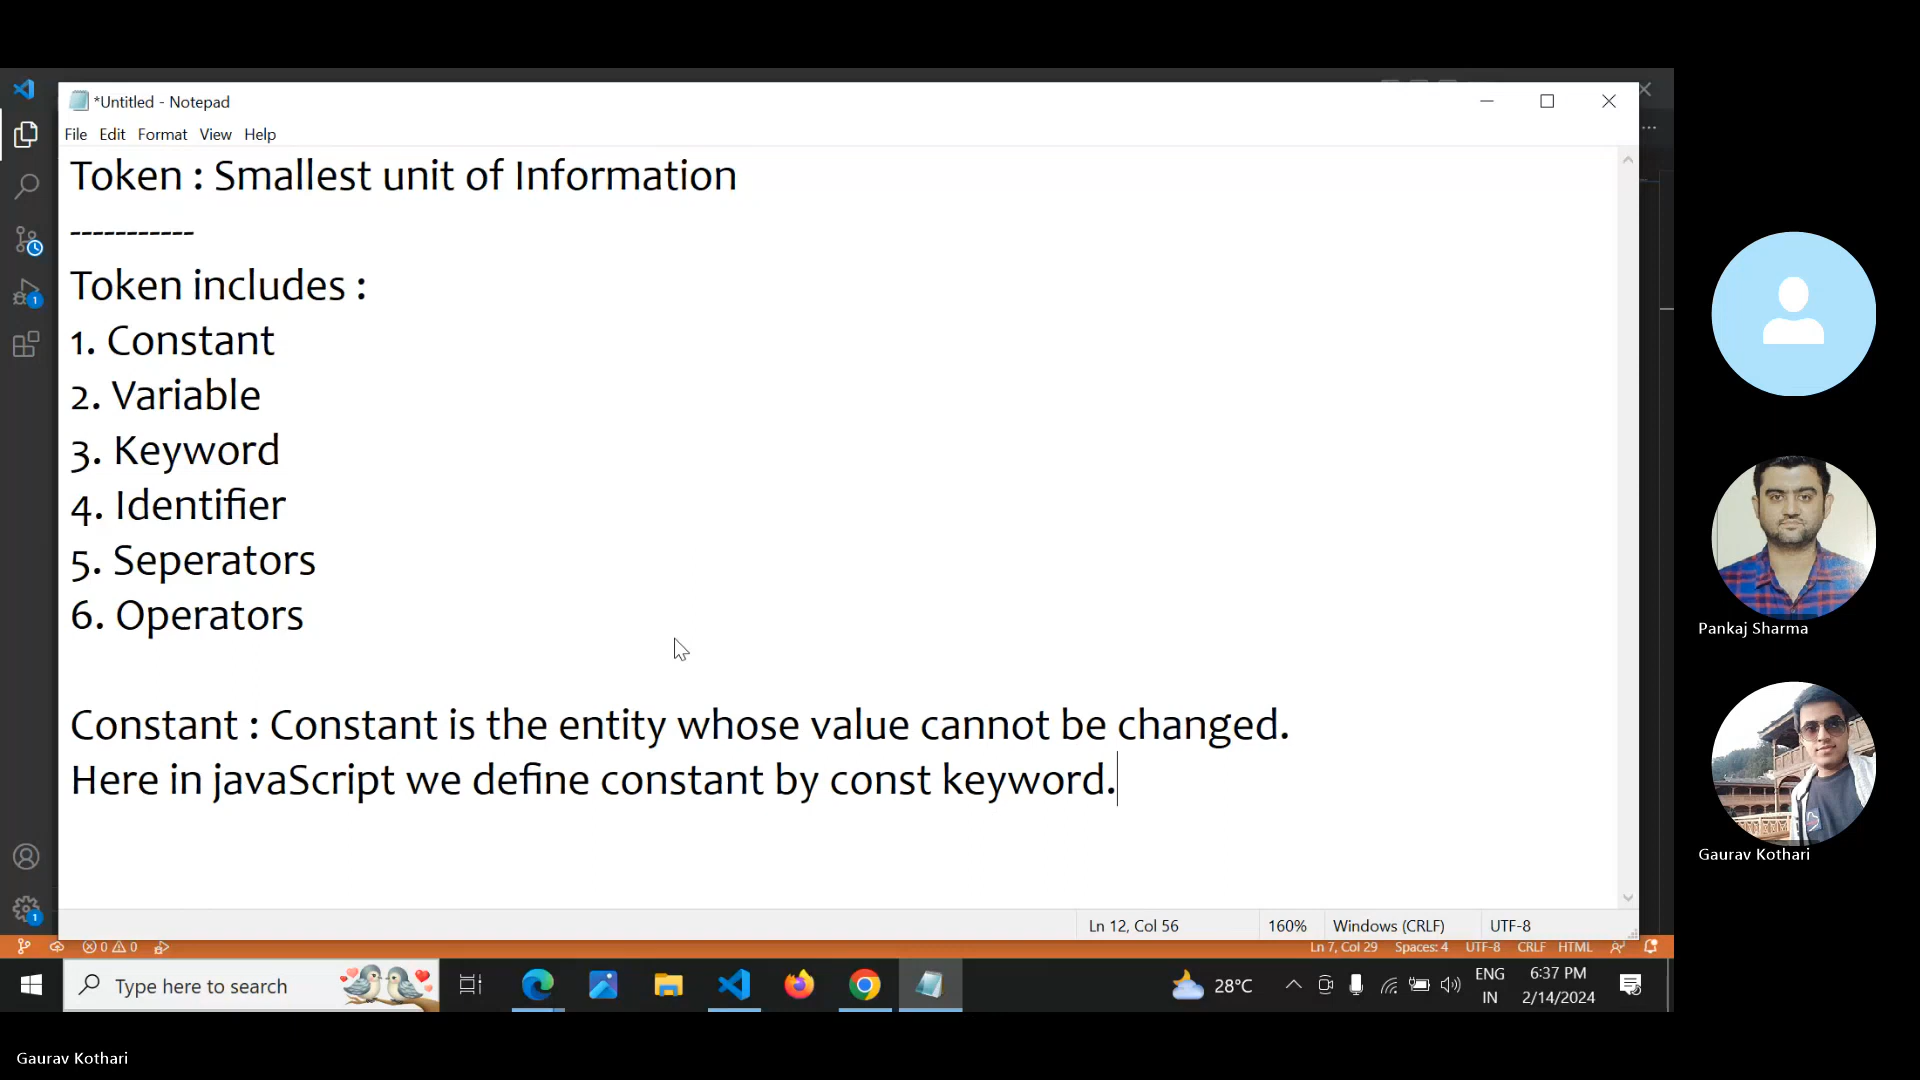 *Untitled - Notepad
File Edit Format View Help
Token : Smallest unit of Information
-----------
Token includes :
1. Constant
2. Variable
3. Keyword
4. Identifier
5. Seperators
6. Operators
Constant : Constant is the entity whose value cannot be changed.
Here in javaScript we define constant by const keyword.
Ln 12, Col 56 160% Windows (CRLF) UTF-8
0 0 Ln 7, Col 29 Spaces: 4 UTF-8 CRLF HTML
Type here to search 28°C ENG IN 6:37 PM 2/14/2024
1
1
Pankaj Sharma
Gaurav Kothari
Gaurav Kothari